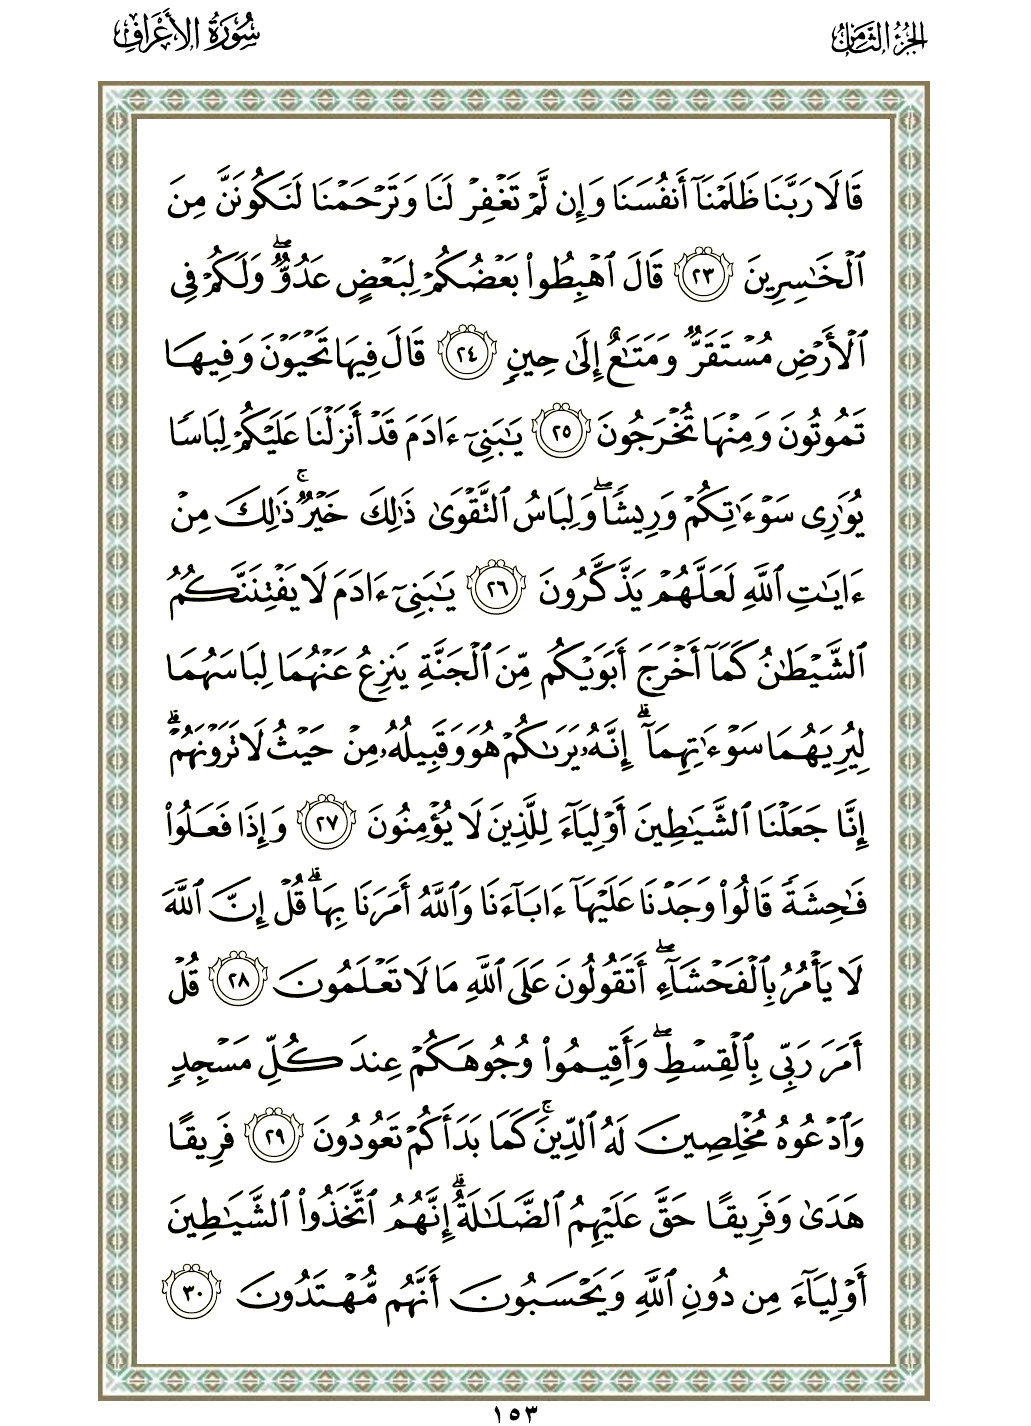 الجزء الثامن
سورة الأعراف
قَالَا رَبَّنَا ظَلَمْنَآ أَنفُسَنَا وَإِن لَّمْ تَغْفِرْ لَنَا وَتَرْحَمْنَا لَنَكُونَنَّ مِنَ
ٱلْخَـٰسِرِينَ ٢٣ قَالَ ٱهْبِطُوا۟ بَعْضُكُمْ لِبَعْضٍ عَدُوٌّ ۖ وَلَكُمْ فِى
ٱلْأَرْضِ مُسْتَقَرٌّ وَمَتَـٰعٌ إِلَىٰ حِينٍ ٢٤ قَالَ فِيهَا تَحْيَوْنَ وَفِيهَا
تَمُوتُونَ وَمِنْهَا تُخْرَجُونَ ٢٥ يَـٰبَنِىٓ ءَادَمَ قَدْ أَنزَلْنَا عَلَيْكُمْ لِبَاسًا
يُوَٰرِى سَوْءَٰتِكُمْ وَرِيشًا ۖ وَلِبَاسُ ٱلتَّقْوَىٰ ذَٰلِكَ خَيْرٌ ۚ ذَٰلِكَ مِنْ
ءَايَـٰتِ ٱللَّهِ لَعَلَّهُمْ يَذَّكَّرُونَ ٢٦ يَـٰبَنِىٓ ءَادَمَ لَا يَفْتِنَنَّكُمُ
ٱلشَّيْطَـٰنُ كَمَآ أَخْرَجَ أَبَوَيْكُم مِّنَ ٱلْجَنَّةِ يَنزِعُ عَنْهُمَا لِبَاسَهُمَا
لِيُرِيَهُمَا سَوْءَٰتِهِمَآ ۗ إِنَّهُۥ يَرَىٰكُمْ هُوَ وَقَبِيلُهُۥ مِنْ حَيْثُ لَا تَرَوْنَهُمْ ۗ
إِنَّا جَعَلْنَا ٱلشَّيَـٰطِينَ أَوْلِيَآءَ لِلَّذِينَ لَا يُؤْمِنُونَ ٢٧ وَإِذَا فَعَلُوا۟
فَـٰحِشَةً قَالُوا۟ وَجَدْنَا عَلَيْهَآ ءَابَآءَنَا وَٱللَّهُ أَمَرَنَا بِهَا ۗ قُلْ إِنَّ ٱللَّهَ
لَا يَأْمُرُ بِٱلْفَحْشَآءِ ۖ أَتَقُولُونَ عَلَى ٱللَّهِ مَا لَا تَعْلَمُونَ ٢٨ قُلْ
أَمَرَ رَبِّى بِٱلْقِسْطِ ۖ وَأَقِيمُوا۟ وُجُوهَكُمْ عِندَ كُلِّ مَسْجِدٍ
وَٱدْعُوهُ مُخْلِصِينَ لَهُ ٱلدِّينَ ۚ كَمَا بَدَأَكُمْ تَعُودُونَ ٢٩ فَرِيقًا
هَدَىٰ وَفَرِيقًا حَقَّ عَلَيْهِمُ ٱلضَّلَـٰلَةُ ۗ إِنَّهُمُ ٱتَّخَذُوا۟ ٱلشَّيَـٰطِينَ
أَوْلِيَآءَ مِن دُونِ ٱللَّهِ وَيَحْسَبُونَ أَنَّهُم مُّهْتَدُونَ ٣٠
١٥٣